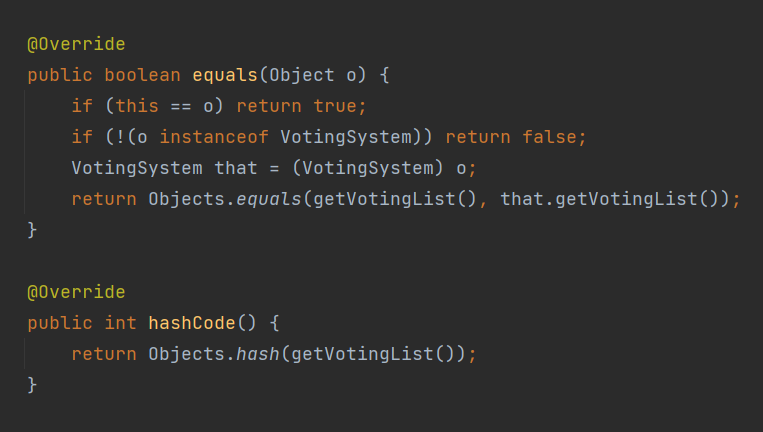 @Override
public boolean equals(Object o) {
    if (this == o) return true;
    if (!(o instanceof VotingSystem)) return false;
    VotingSystem that = (VotingSystem) o;
    return Objects.equals(getVotingList(), that.getVotingList());
}

@Override
public int hashCode() {
    return Objects.hash(getVotingList());
}